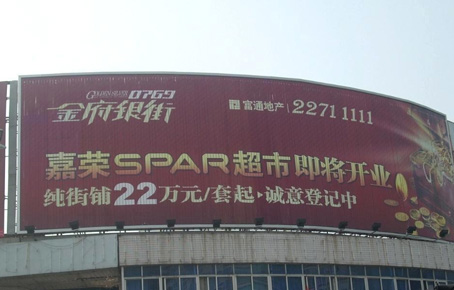 0769
金府银街
富通地产 2271 1111
嘉荣SPAR超市即将开业
纯街铺22万元/套起▸诚意登记中